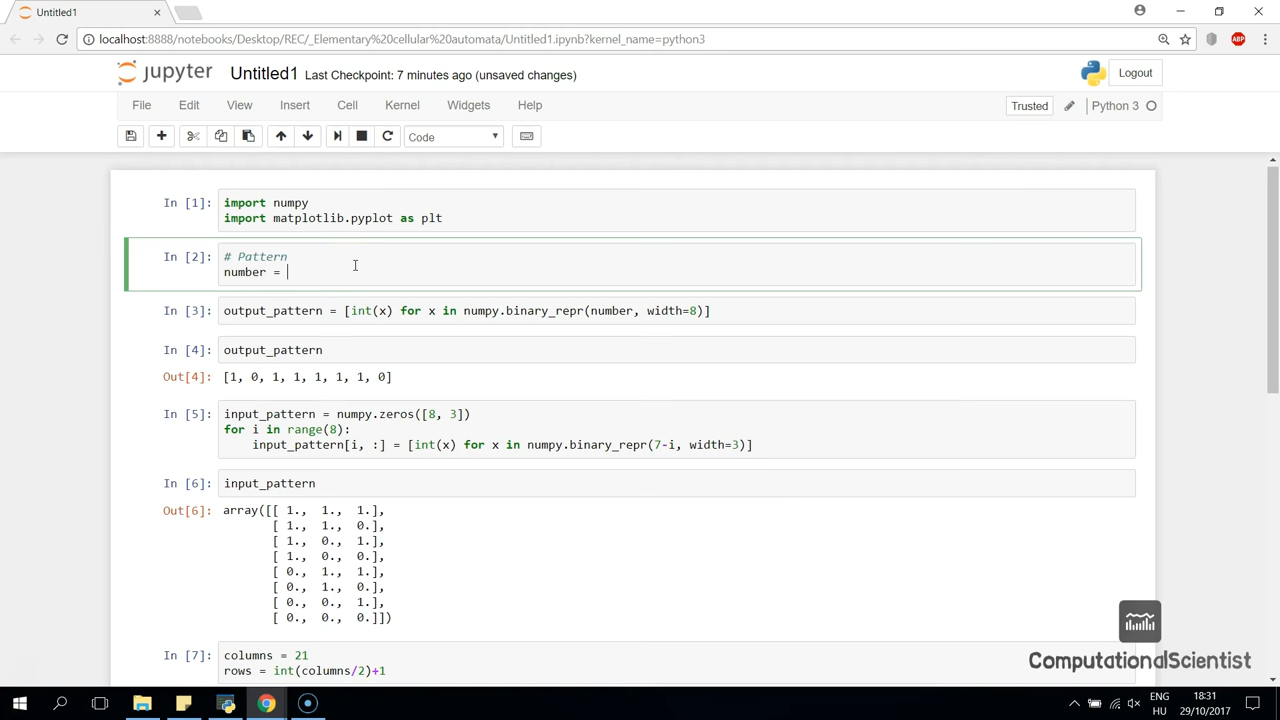 Untitled1
localhost:8888/notebooks/Desktop/REC/_Elementary%20cellular%20automata/Untitled1.ipynb?kernel_name=python3
ABP
jupyter Untitled1 Last Checkpoint: 7 minutes ago (unsaved changes)
Logout
File Edit View Insert Cell Kernel Widgets Help
Trusted Python 3
Code
In [1]: import numpy
import matplotlib.pyplot as plt
In [2]: # Pattern
number =
In [3]: output_pattern = [int(x) for x in numpy.binary_repr(number, width=8)]
In [4]: output_pattern
Out[4]: [1, 0, 1, 1, 1, 1, 1, 0]
In [5]: input_pattern = numpy.zeros([8, 3])
for i in range(8):
input_pattern[i, :] = [int(x) for x in numpy.binary_repr(7-i, width=3)]
In [6]: input_pattern
Out[6]: array([[ 1., 1., 1.],
[ 1., 1., 0.],
[ 1., 0., 1.],
[ 1., 0., 0.],
[ 0., 1., 1.],
[ 0., 1., 0.],
[ 0., 0., 1.],
[ 0., 0., 0.]])
In [7]: columns = 21
rows = int(columns/2)+1
ComputationalScientist
ENG 18:31
HU 29/10/2017